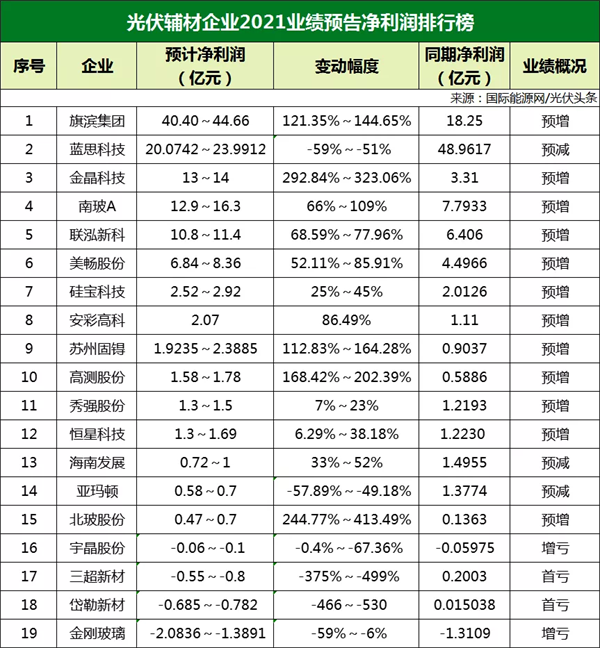 光伏辅材企业2021业绩预告净利润排行榜
序号 企业 预计净利润（亿元） 变动幅度 同期净利润（亿元） 业绩概况
来源：国际能源网/光伏头条
1 旗滨集团 40.40～44.66 121.35%～144.65% 18.25 预增
2 蓝思科技 20.0742～23.9912 -59%～-51% 48.9617 预减
3 金晶科技 13～14 292.84%～323.06% 3.31 预增
4 南玻A 12.9～16.3 66%～109% 7.7933 预增
5 联泓新科 10.8～11.4 68.59%～77.96% 6.406 预增
6 美畅股份 6.84～8.36 52.11%～85.91% 4.4966 预增
7 硅宝科技 2.52～2.92 25%～45% 2.0126 预增
8 安彩高科 2.07 86.49% 1.11 预增
9 苏州固锝 1.9235～2.3885 112.83%～164.28% 0.9037 预增
10 高测股份 1.58～1.78 168.42%～202.39% 0.5886 预增
11 秀强股份 1.3～1.5 7%～23% 1.2193 预增
12 恒星科技 1.3～1.69 6.29%～38.18% 1.2230 预增
13 海南发展 0.72～1 33%～52% 1.4955 预减
14 亚玛顿 0.58～0.7 -57.89%～-49.18% 1.3774 预减
15 北玻股份 0.47～0.7 244.77%～413.49% 0.1363 预增
16 宇晶股份 -0.06～-0.1 -0.4%～-67.36% -0.05975 增亏
17 三超新材 -0.55～-0.8 -375%～-499% 0.2003 首亏
18 岱勒新材 -0.685～-0.782 -466～-530 0.015038 首亏
19 金刚玻璃 -2.0836～-1.3891 -59%～-6% -1.3109 增亏